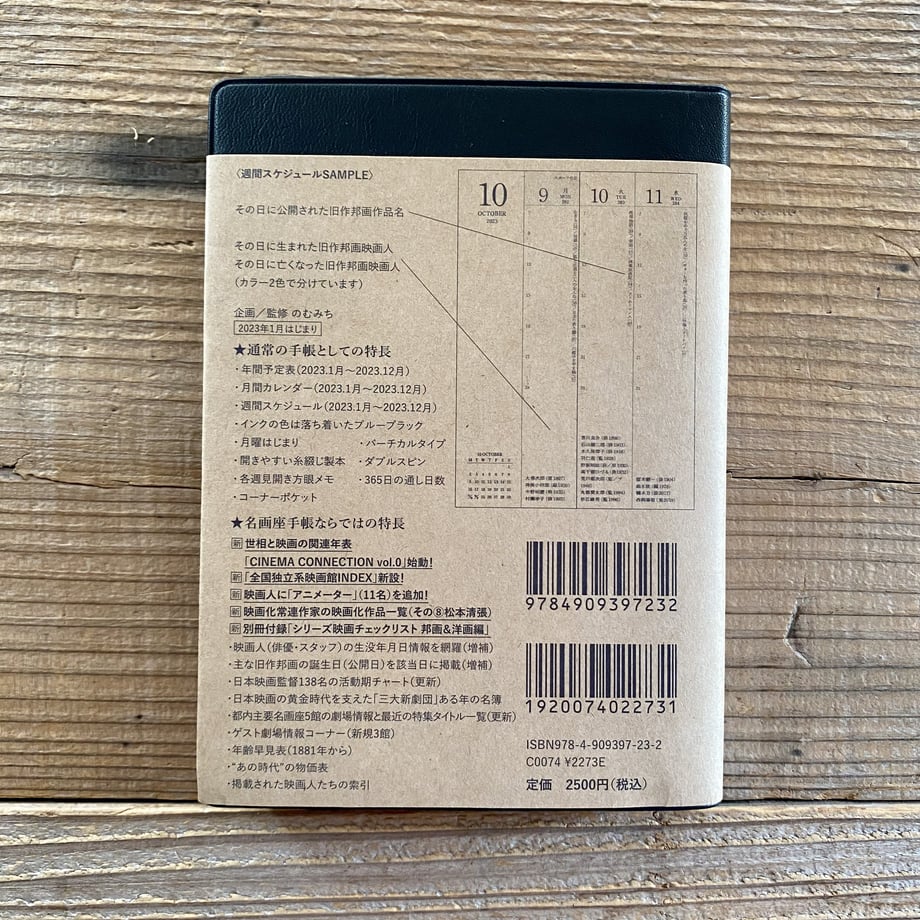 〈週間スケジュールSAMPLE〉
その日に公開された旧作邦画作品名
その日に生まれた旧作邦画映画人
その日に亡くなった旧作邦画映画人
(カラー2色で分けています)
10
OCTOBER
2023
9 月 MON
10 火 TUE
11 水 WED
10 OCTOBER
M T W T F S S
企画／監修 のむみち
2023年1月はじまり
★通常の手帳としての特長
・年間予定表(2023.1月〜2023.12月)
・月間カレンダー(2023.1月〜2023.12月)
・週間スケジュール(2023.1月〜2023.12月)
・インクの色は落ち着いたブルーブラック
・月曜はじまり ・バーチカルタイプ
・開きやすい糸綴じ製本 ・ダブルスピン
・各週見開き方眼メモ ・365日の通し日数
・コーナーポケット
★名画座手帳ならではの特長
新 世相と映画の関連年表
「CINEMA CONNECTION vol.0」始動!
新 「全国独立系映画館INDEX」新設!
新 映画人に「アニメーター」(11名)を追加!
新 映画化常連作家の映画化作品一覧(その⑧松本清張)
新 別冊付録「シリーズ映画チェックリスト 邦画&洋画編」
・映画人(俳優・スタッフ)の生没年月日情報を網羅(増補)
・主な旧作邦画の誕生日(公開日)を該当日に掲載(増補)
・日本映画監督138名の活動期チャート(更新)
・日本映画の黄金時代を支えた「三大新劇団」ある年の名簿
・都内主要名画座5館の劇場情報と最近の特集タイトル一覧(更新)
・ゲスト劇場情報コーナー(新規3館)
・年齢早見表(1881年から)
・“あの時代”の物価表
・掲載された映画人たちの索引
9784909397232
1920074022731
ISBN978-4-909397-23-2
C0074 ¥2273E
定価 2500円(税込)